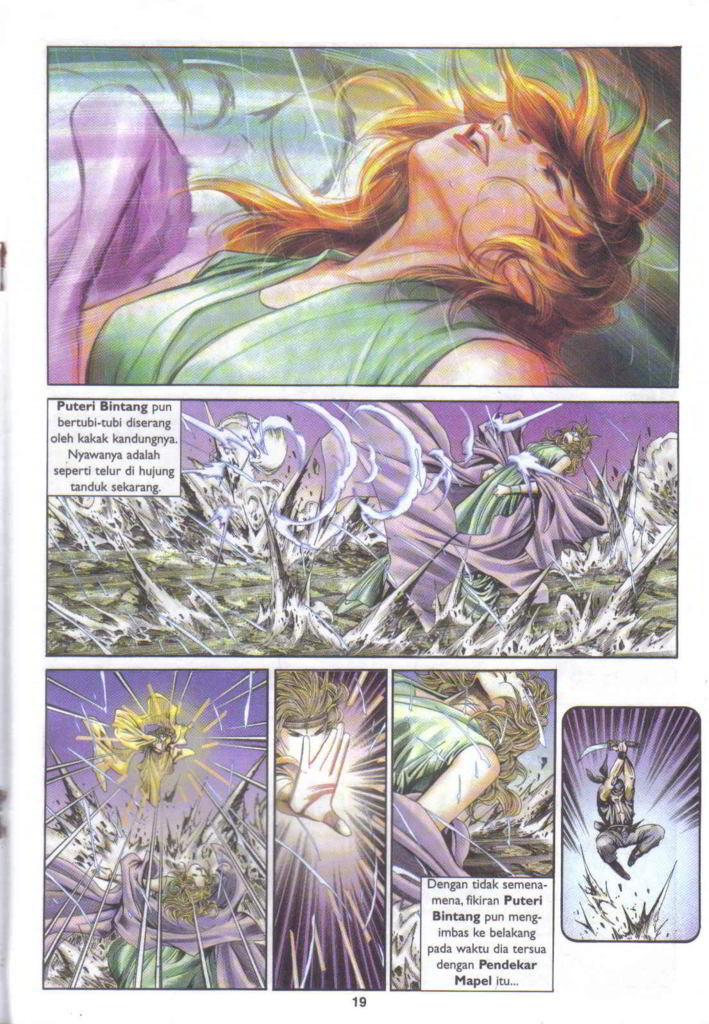 Puteri Bintang pun
bertubi-tubi diserang
oleh kakak kandungnya.
Nyawanya adalah
seperti telur di hujung
tanduk sekarang.
Dengan tidak semena-
mena, fikiran Puteri
Bintang pun meng-
imbas ke belakang
pada waktu dia tersua
dengan Pendekar
Mapel itu...
19